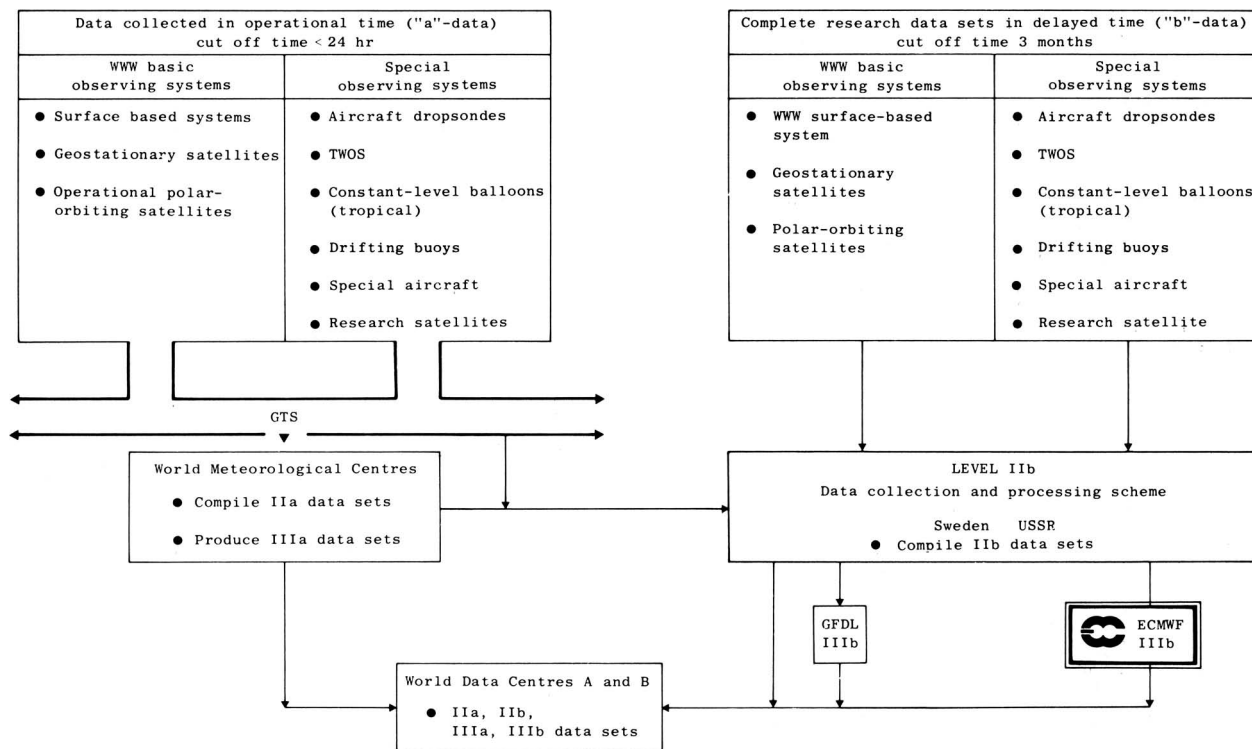 Data collected in operational time ("a"-data)
cut off time < 24 hr
WWW basic
observing systems
● Surface based systems
● Geostationary satellites
● Operational polar-
orbiting satellites
Special
observing systems
● Aircraft dropsondes
● TWOS
● Constant-level balloons
(tropical)
● Drifting buoys
● Special aircraft
● Research satellites
Complete research data sets in delayed time ("b"-data)
cut off time 3 months
WWW basic
observing systems
● WWW surface-based
system
● Geostationary
satellites
● Polar-orbiting
satellites
Special
observing systems
● Aircraft dropsondes
● TWOS
● Constant-level balloons
(tropical)
● Drifting buoys
● Special aircraft
● Research satellite
GTS
World Meteorological Centres
● Compile IIa data sets
● Produce IIIa data sets
LEVEL IIb
Data collection and processing scheme
Sweden USSR
● Compile IIb data sets
GFDL
IIIb
ECMWF
IIIb
World Data Centres A and B
● IIa, IIb,
IIIa, IIIb data sets